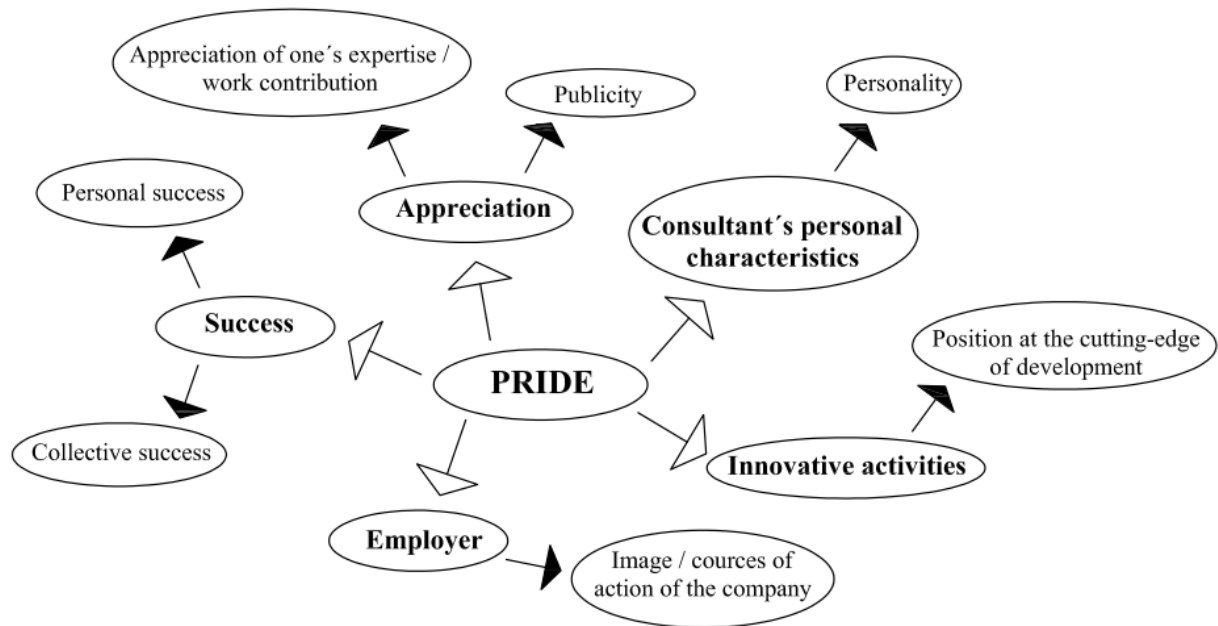 Appreciation of one´s expertise /
work contribution
Publicity
Personality
Personal success
Appreciation
Consultant´s personal
characteristics
Success
Position at the cutting-edge
of development
PRIDE
Collective success
Innovative activities
Employer
Image / cources of
action of the company